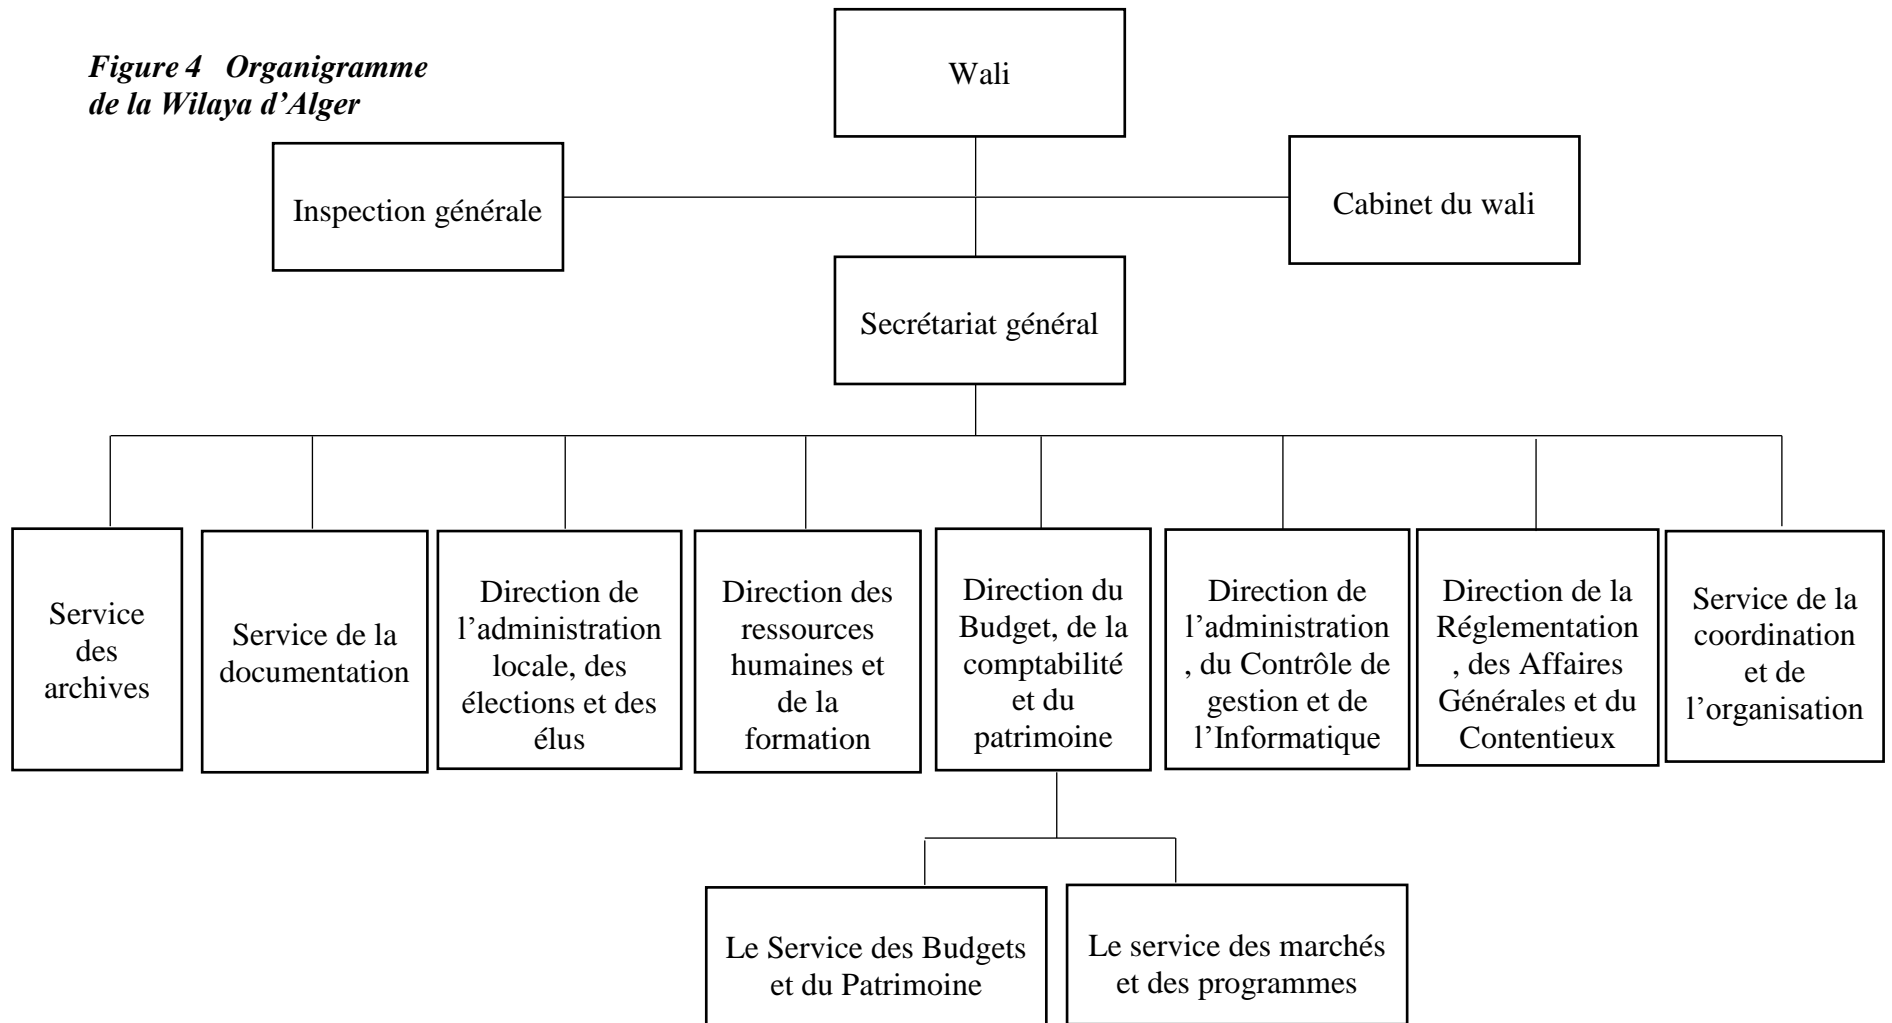 Figure 4 Organigramme
de la Wilaya d’Alger
Wali
Inspection générale
Cabinet du wali
Secrétariat général
Service
des
archives
Service de la
documentation
Direction de
l’administration
locale, des
élections et des
élus
Direction des
ressources
humaines et
de la
formation
Direction du
Budget, de la
comptabilité
et du
patrimoine
Direction de
l’administration
, du Contrôle de
gestion et de
l’Informatique
Direction de la
Réglementation
, des Affaires
Générales et du
Contentieux
Service de la
coordination
et de
l’organisation
Le Service des Budgets
et du Patrimoine
Le service des marchés
et des programmes